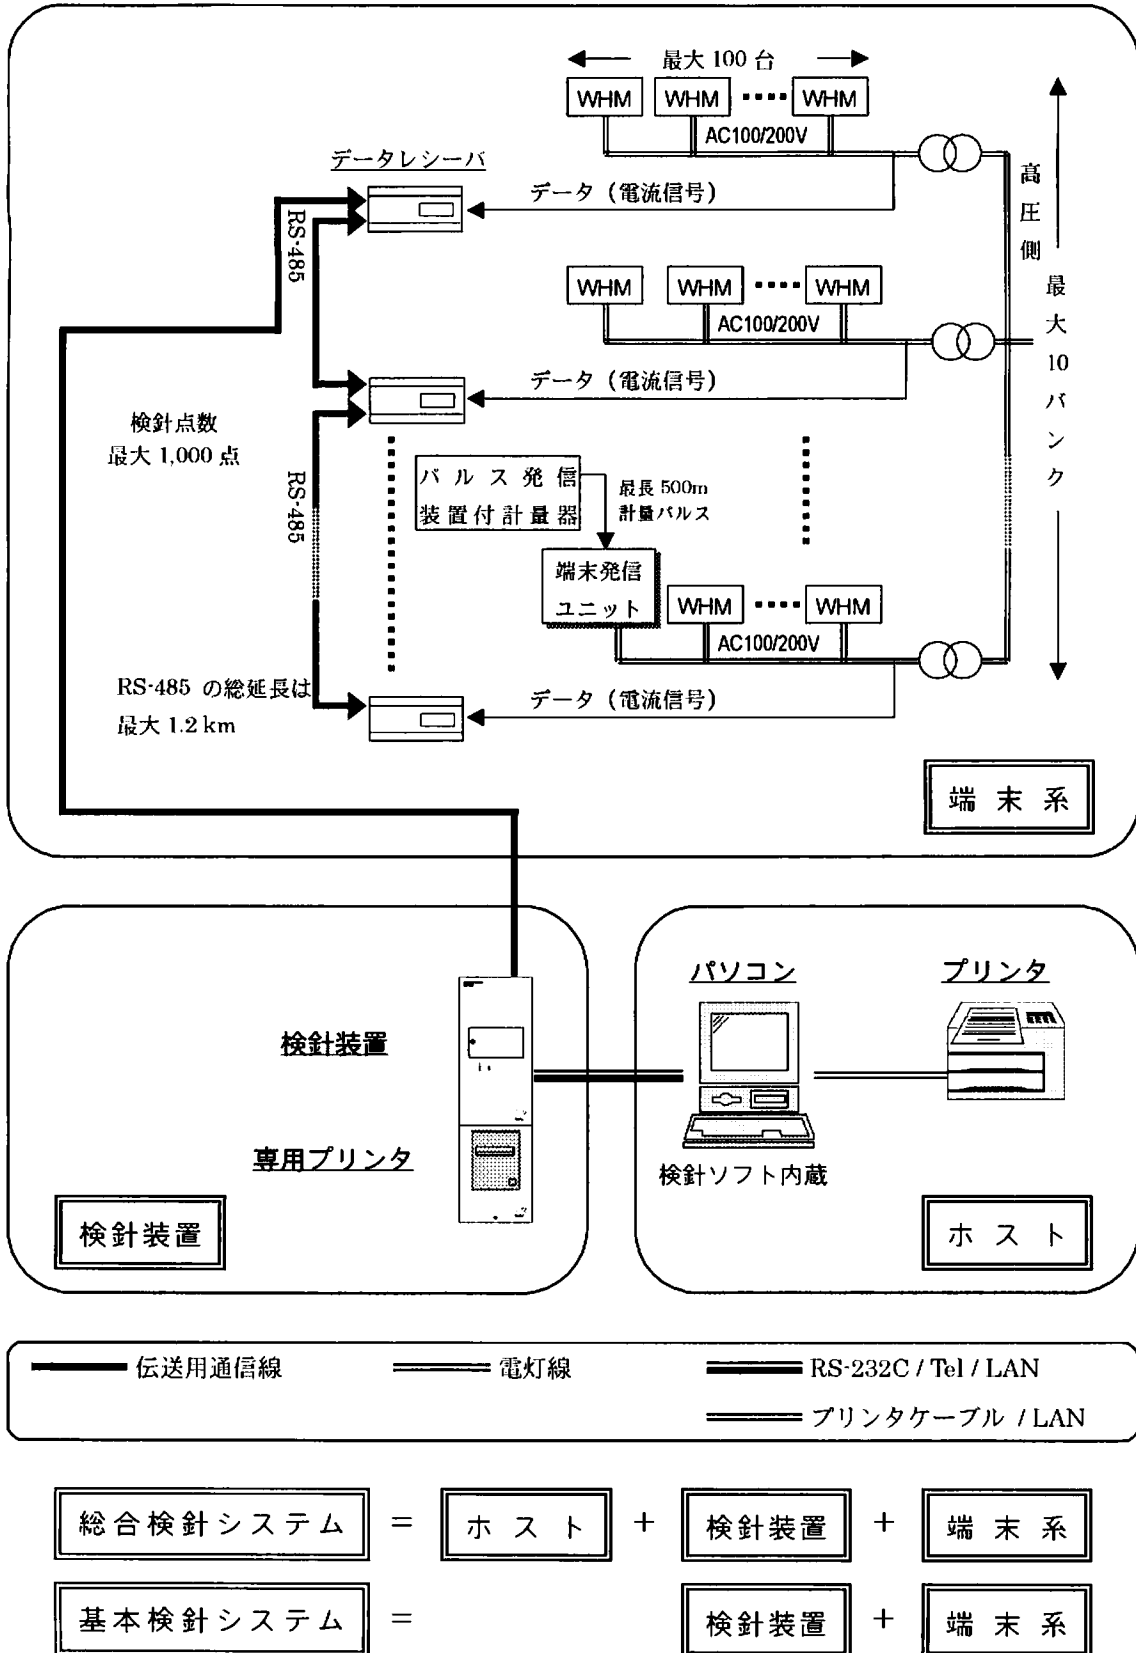 最大 100 台
WHM WHM WHM
AC100/200V
データレシーバ
データ (電流信号)
RS-485
高圧側
WHM WHM WHM
AC100/200V
データ (電流信号)
最大10バンク
検針点数
最大 1,000 点
RS-485
パルス発信
装置付計量器
最長 500m
計量パルス
端末発信
ユニット
WHM WHM
AC100/200V
RS-485 の総延長は
最大 1.2 km
データ (電流信号)
端末系
パソコン
プリンタ
検針装置
専用プリンタ
検針ソフト内蔵
検針装置
ホスト
伝送用通信線
電灯線
RS-232C / Tel / LAN
プリンタケーブル / LAN
総合検針システム = ホスト + 検針装置 + 端末系
基本検針システム = 検針装置 + 端末系